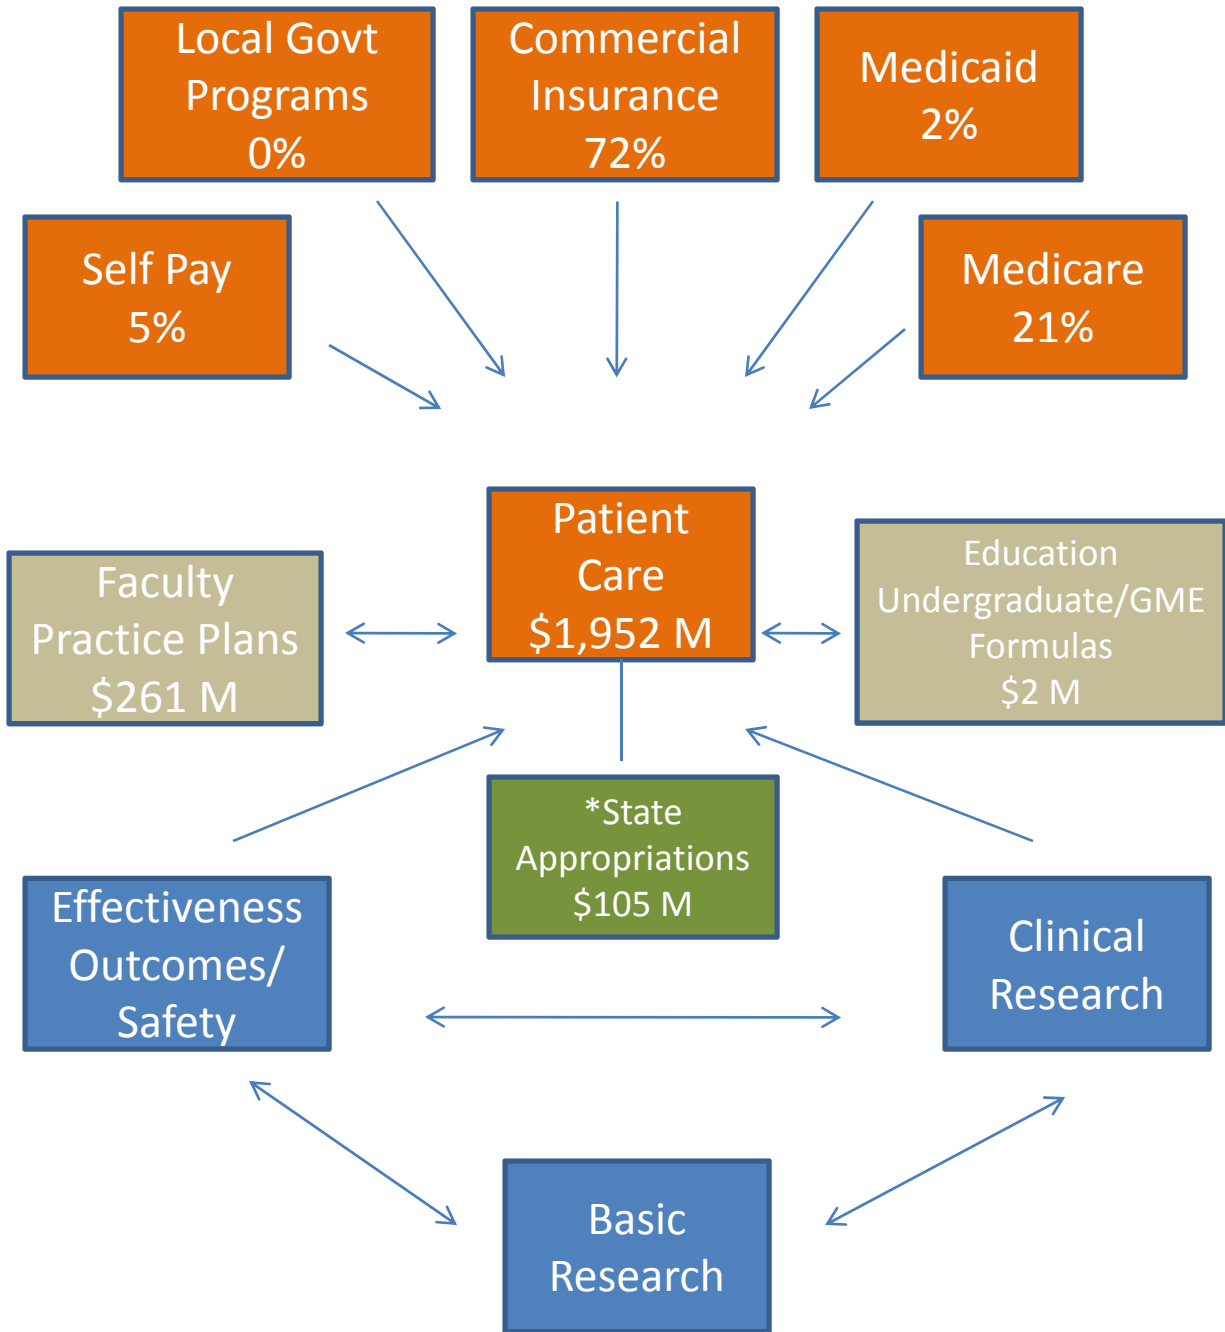 Local Govt
Programs
0%
Commercial
Insurance
72%
Medicaid
2%
Self Pay
5%
Medicare
21%
Patient
Care
$1,952 M
Faculty
Practice Plans
$261 M
Education
Undergraduate/GME
Formulas
$2 M
*State
Appropriations
$105 M
Effectiveness
Outcomes/
Safety
Clinical
Research
Basic
Research